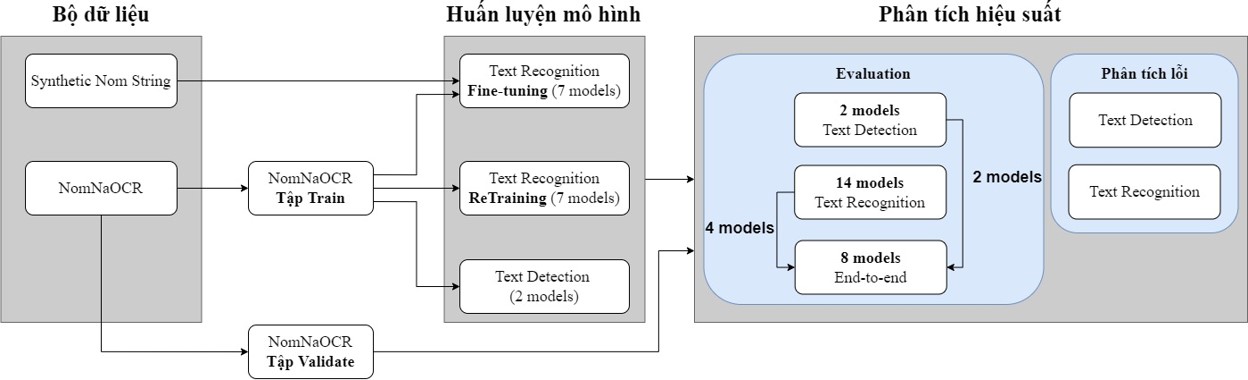 Bộ dữ liệu
Synthetic Nom String
NomNaOCR
NomNaOCR
Tập Train
NomNaOCR
Tập Validate
Huấn luyện mô hình
Text Recognition
Fine-tuning (7 models)
Text Recognition
ReTraining (7 models)
Text Detection
(2 models)
Phân tích hiệu suất
Evaluation
2 models
Text Detection
14 models
Text Recognition
8 models
End-to-end
4 models
2 models
Phân tích lỗi
Text Detection
Text Recognition